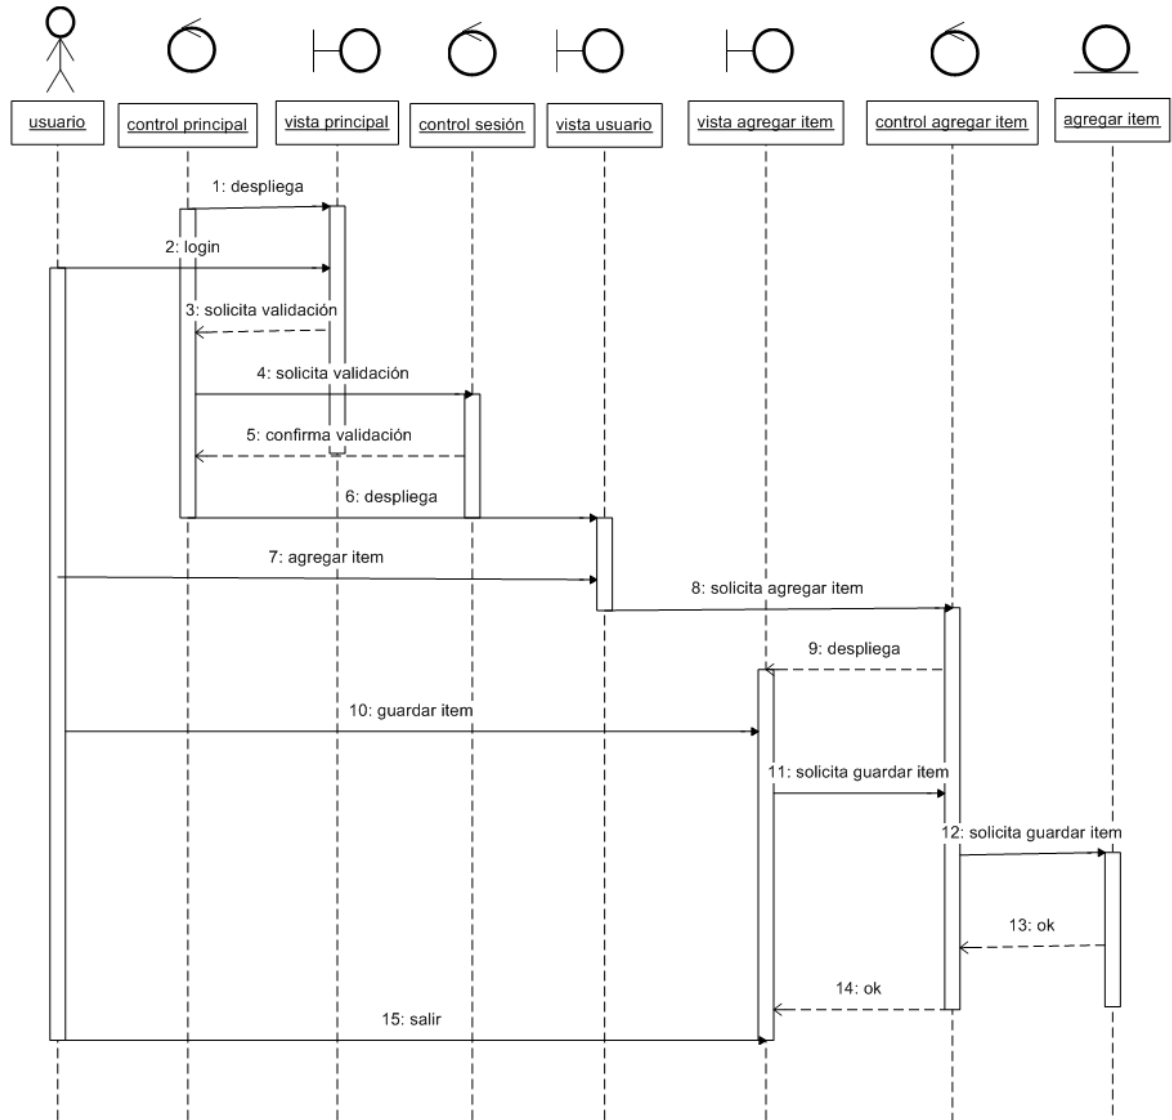 usuario
control principal
vista principal
control sesión
vista usuario
vista agregar item
control agregar item
agregar item
1: despliega
2: login
3: solicita validación
4: solicita validación
5: confirma validación
6: despliega
7: agregar item
8: solicita agregar item
9: despliega
10: guardar item
11: solicita guardar item
12: solicita guardar item
13: ok
14: ok
15: salir